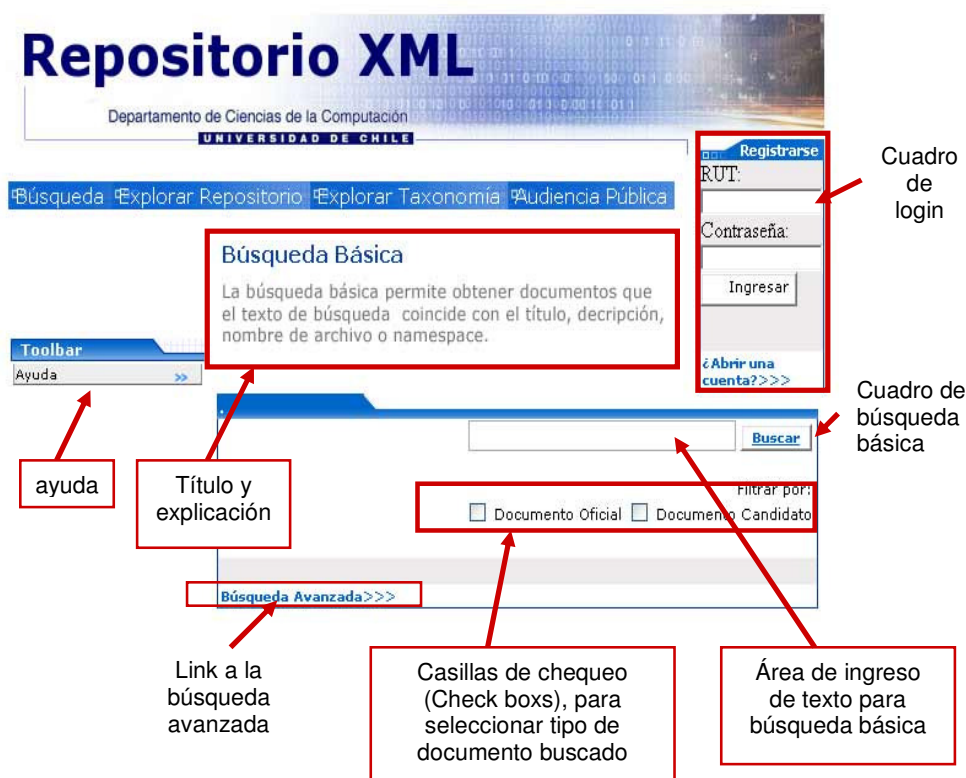 Repositorio XML
Departamento de Ciencias de la Computación
UNIVERSIDAD DE CHILE
Registrarse
RUT:
Contraseña:
Ingresar
¿Abrir una
cuenta?>>>
Cuadro
de
login
Búsqueda Explorar Repositorio Explorar Taxonomía Audiencia Pública
Búsqueda Básica
La búsqueda básica permite obtener documentos que
el texto de búsqueda coincide con el título, decripción,
nombre de archivo o namespace.
Toolbar
Ayuda >>
Cuadro de
búsqueda
básica
Buscar
ayuda
Título y
explicación
Filtrar por:
Documento Oficial Documento Candidato
Búsqueda Avanzada>>>
Link a la
búsqueda
avanzada
Casillas de chequeo
(Check boxs), para
seleccionar tipo de
documento buscado
Área de ingreso
de texto para
búsqueda básica